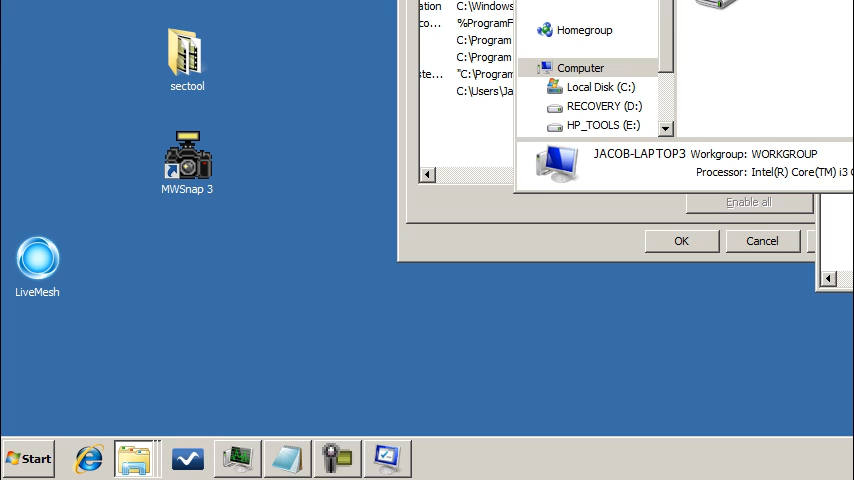 sectool
MWSnap 3
LiveMesh
ation C:\Windows
co... %ProgramF
C:\Program
C:\Program
ste... "C:\Program
C:\Users\Ja
Homegroup
Computer
Local Disk (C:)
RECOVERY (D:)
HP_TOOLS (E:)
JACOB-LAPTOP3 Workgroup: WORKGROUP
Processor: Intel(R) Core(TM) i3
Enable all
OK Cancel
Start